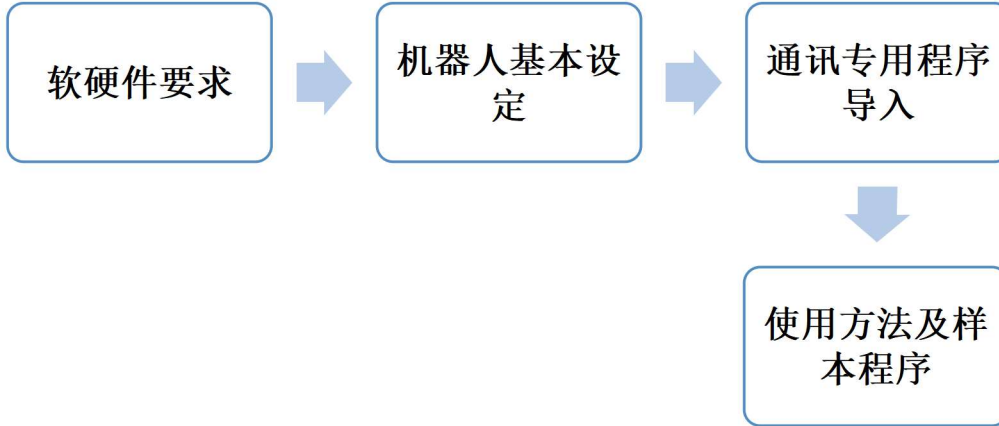 软硬件要求
机器人基本设
定
通讯专用程序
导入
使用方法及样
本程序